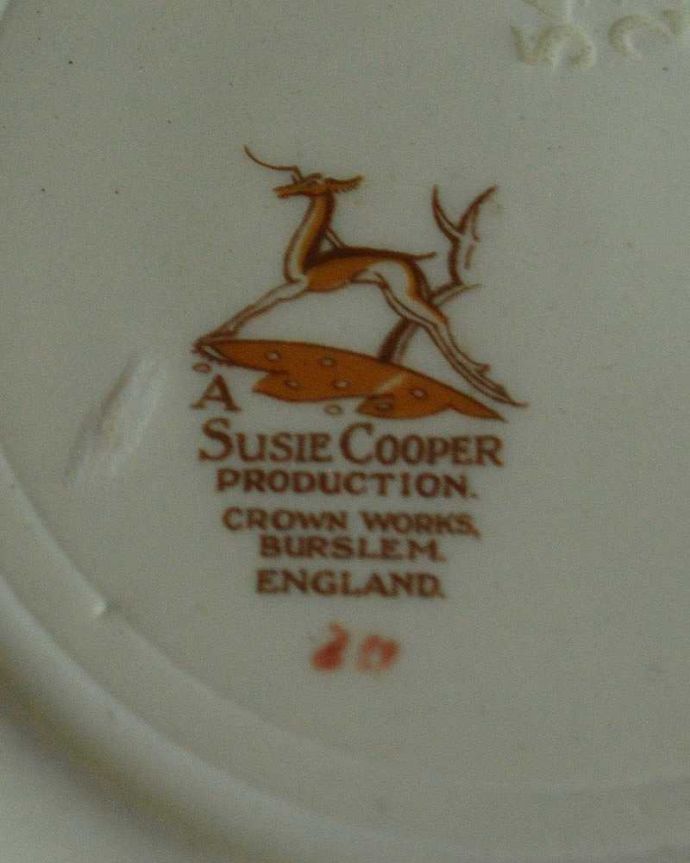 A
SUSIE COOPER
PRODUCTION.
CROWN WORKS,
BURSLEM.
ENGLAND.